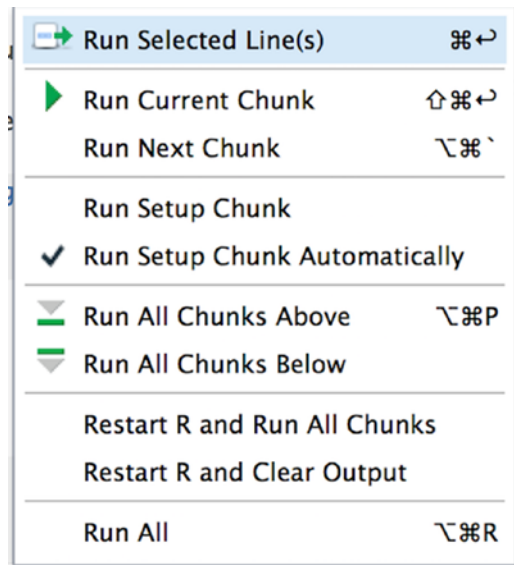 Run Selected Line(s) ⌘↩
Run Current Chunk ⇧⌘↩
Run Next Chunk ⌥⌘`
Run Setup Chunk
✓ Run Setup Chunk Automatically
Run All Chunks Above ⌥⌘P
Run All Chunks Below
Restart R and Run All Chunks
Restart R and Clear Output
Run All ⌥⌘R